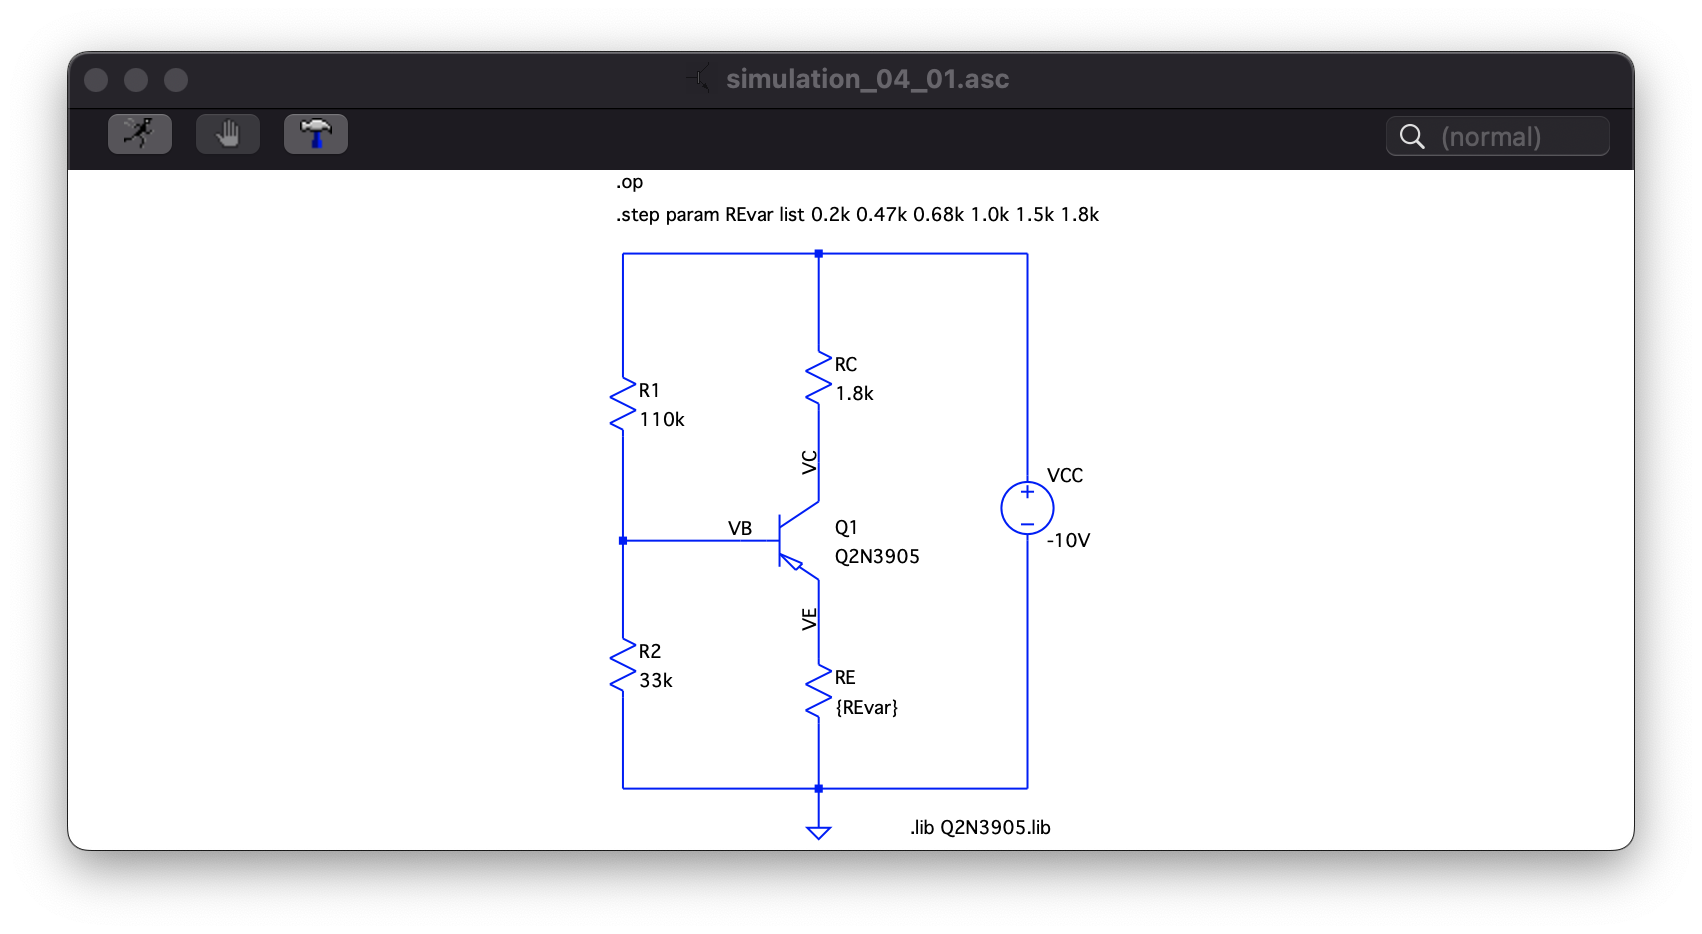 simulation_04_01.asc
(normal)
.op
.step param REvar list 0.2k 0.47k 0.68k 1.0k 1.5k 1.8k
RC
1.8k
R1
110k
VC
VCC
+
−
-10V
VB
Q1
Q2N3905
VE
R2
33k
RE
{REvar}
.lib Q2N3905.lib